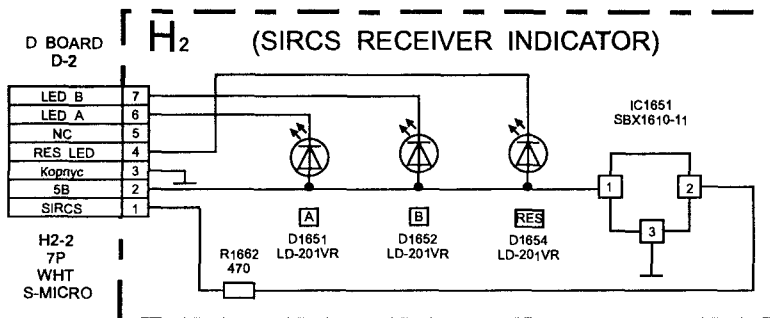 H2 (SIRCS RECEIVER INDICATOR)
D BOARD
D-2
LED B 7
LED A 6
NC 5
RES LED 4
Корпус 3
5В 2
SIRCS 1
H2-2
7P
WHT
S-MICRO
A
D1651
LD-201VR
B
D1652
LD-201VR
RES
D1654
LD-201VR
R1662
470
IC1651
SBX1610-11
1
2
3